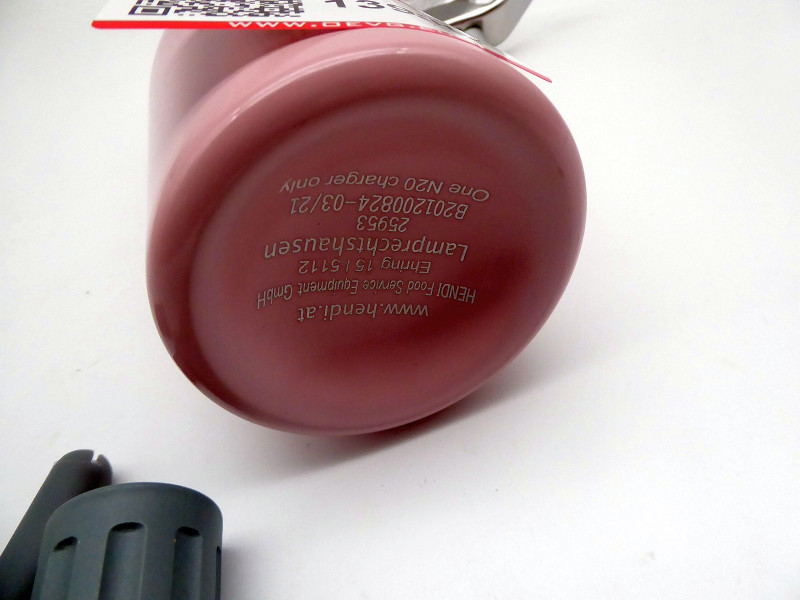 www.hendi.at
HENDI Food Service Equipment GmbH
Ehring 15 | 5112
Lamprechtshausen
25953
B201200824-03/21
One N20 charger only